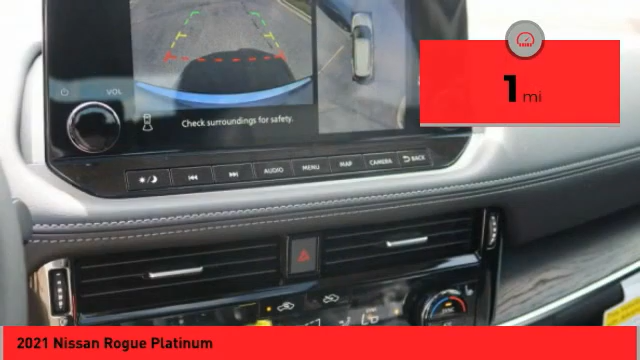 1 mi
VOL
Check surroundings for safety.
AUDIO MENU MAP CAMERA BACK
2021 Nissan Rogue Platinum